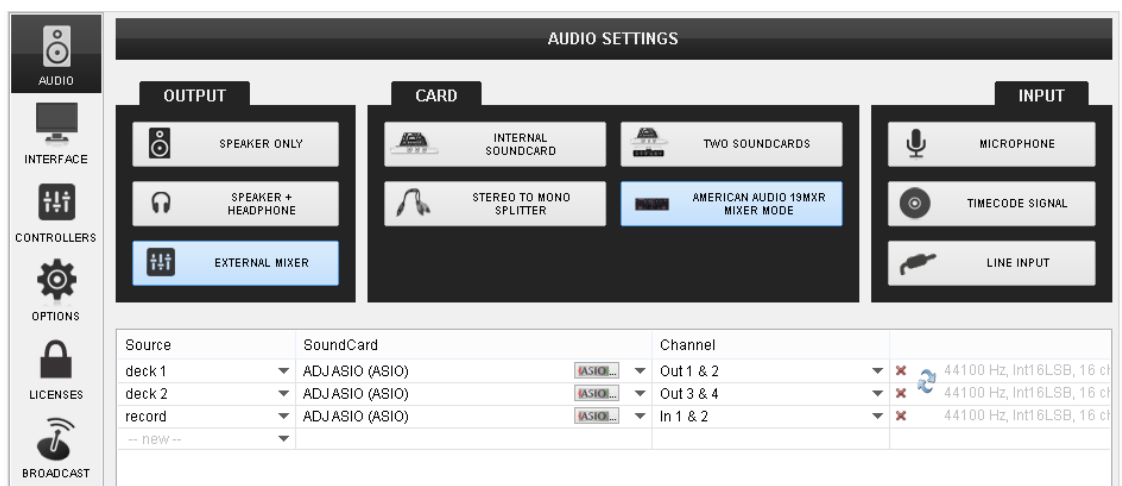 AUDIO SETTINGS
AUDIO
INTERFACE
CONTROLLERS
OPTIONS
LICENSES
BROADCAST
OUTPUT
SPEAKER ONLY
SPEAKER +
HEADPHONE
EXTERNAL MIXER
CARD
INTERNAL
SOUNDCARD
TWO SOUNDCARDS
STEREO TO MONO
SPLITTER
AMERICAN AUDIO 19MXR
MIXER MODE
INPUT
MICROPHONE
TIMECODE SIGNAL
LINE INPUT
Source SoundCard Channel
deck 1 ADJ ASIO (ASIO) ASIO... Out 1 & 2 44100 Hz, Int16LSB, 16 ch
deck 2 ADJ ASIO (ASIO) ASIO... Out 3 & 4 44100 Hz, Int16LSB, 16 ch
record ADJ ASIO (ASIO) ASIO... In 1 & 2 44100 Hz, Int16LSB, 16 ch
-- new --